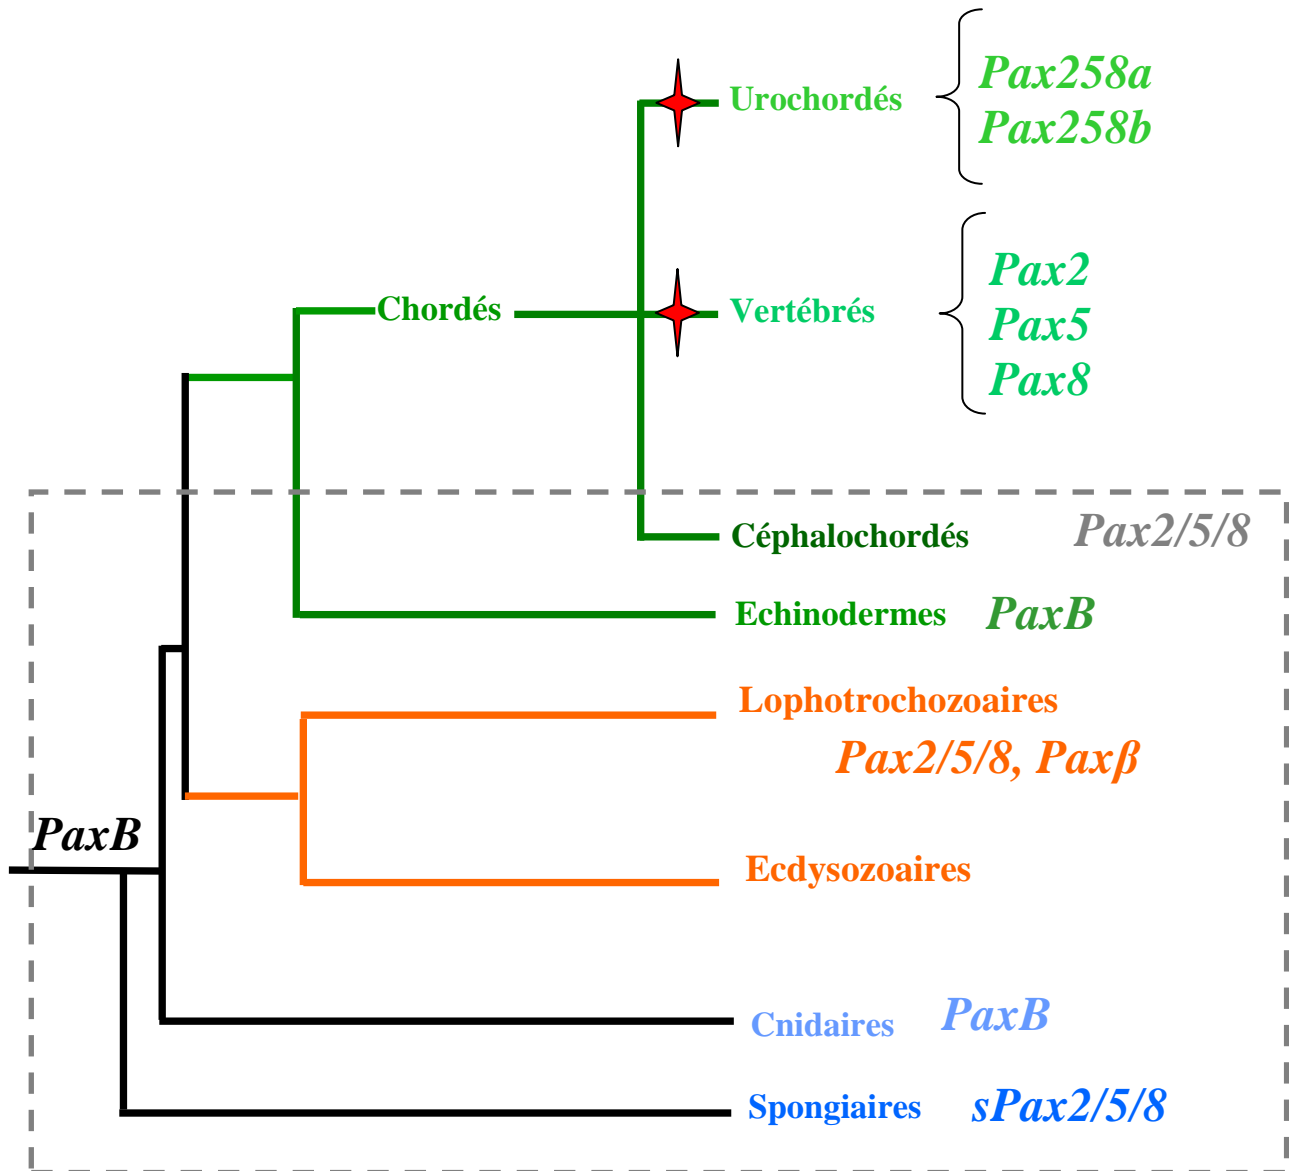 Urochordés
Pax258a
Pax258b
Chordés
Vertébrés
Pax2
Pax5
Pax8
Céphalochordés
Pax2/5/8
Echinodermes
PaxB
Lophotrochozoaires
Pax2/5/8, Paxβ
PaxB
Ecdysozoaires
Cnidaires
PaxB
Spongiaires
sPax2/5/8